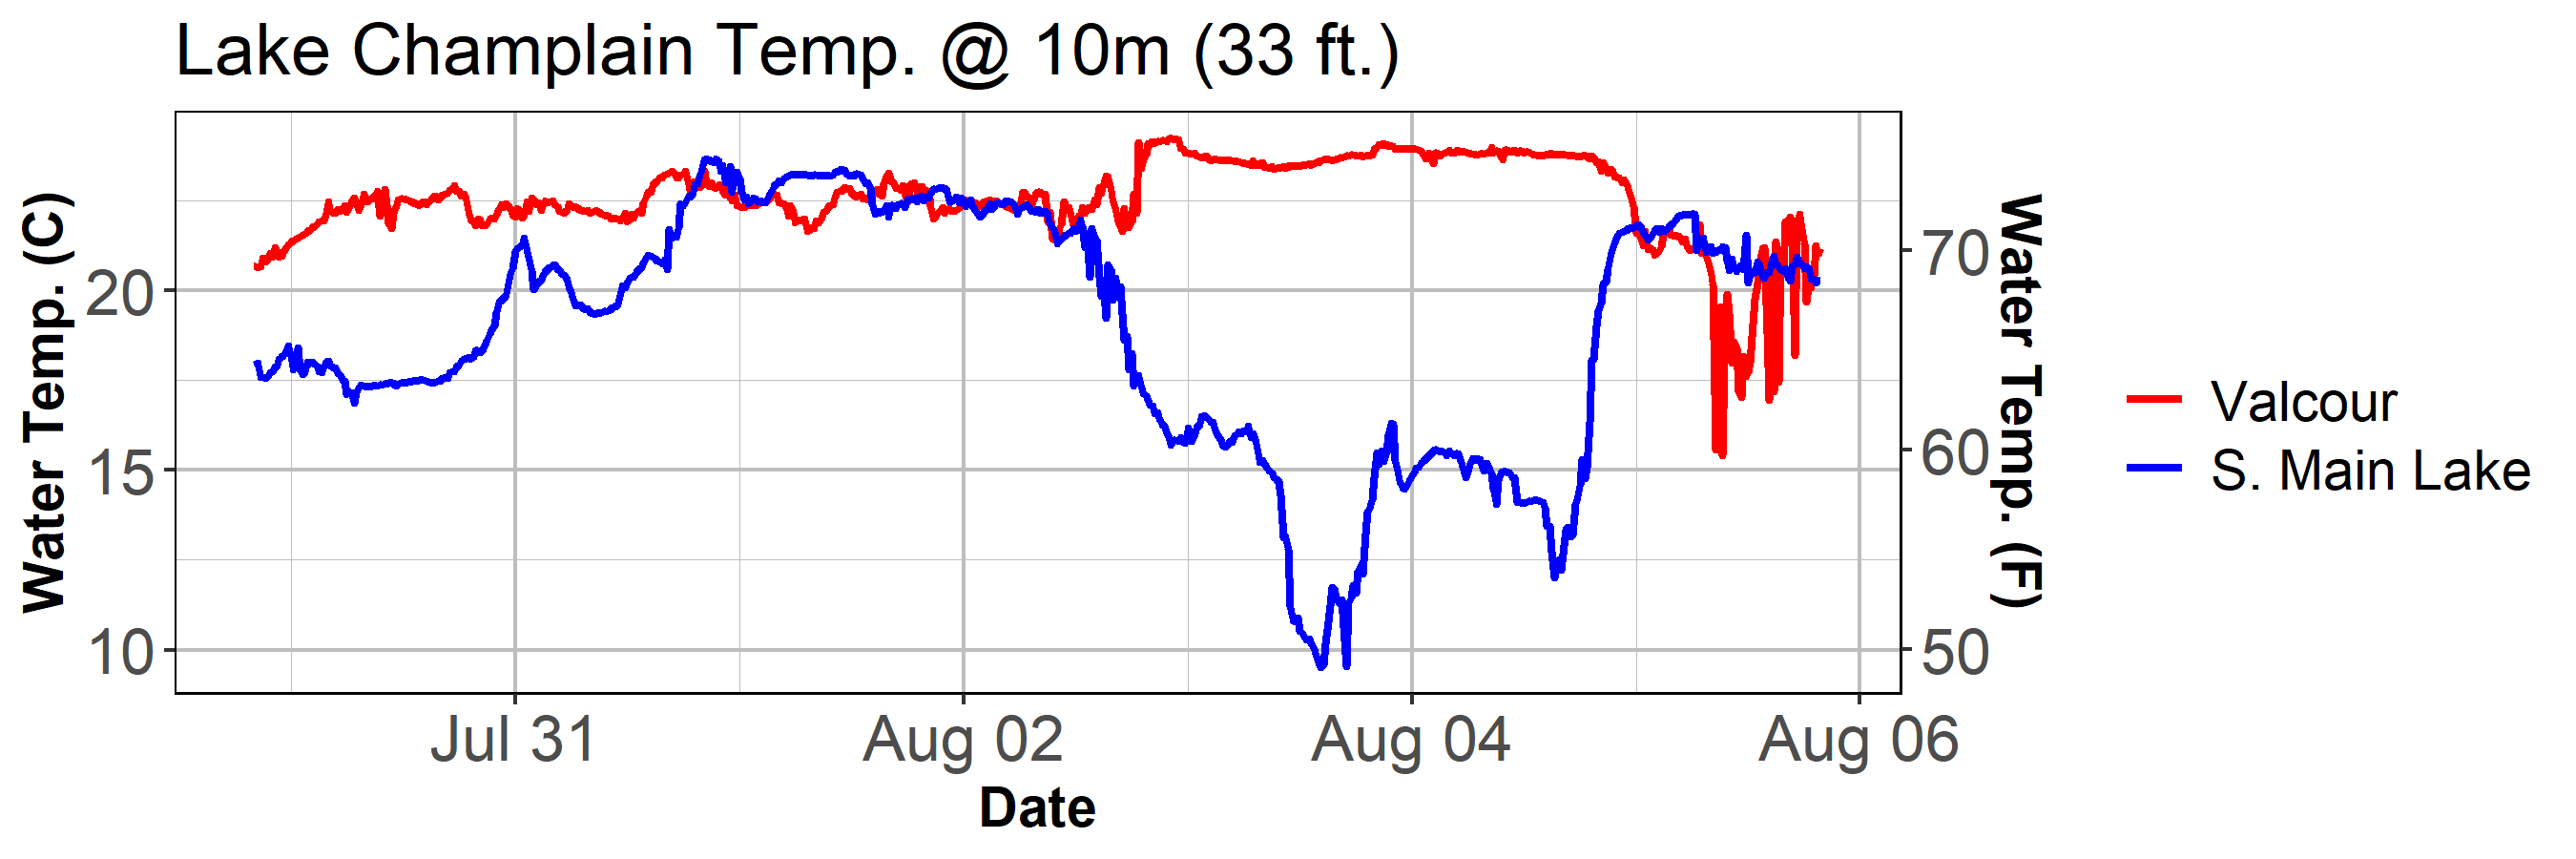 Lake Champlain Temp. @ 10m (33 ft.)
Water Temp. (C)
20
15
10
70
60
50
Water Temp. (F)
Jul 31
Aug 02
Aug 04
Aug 06
Date
Valcour
S. Main Lake